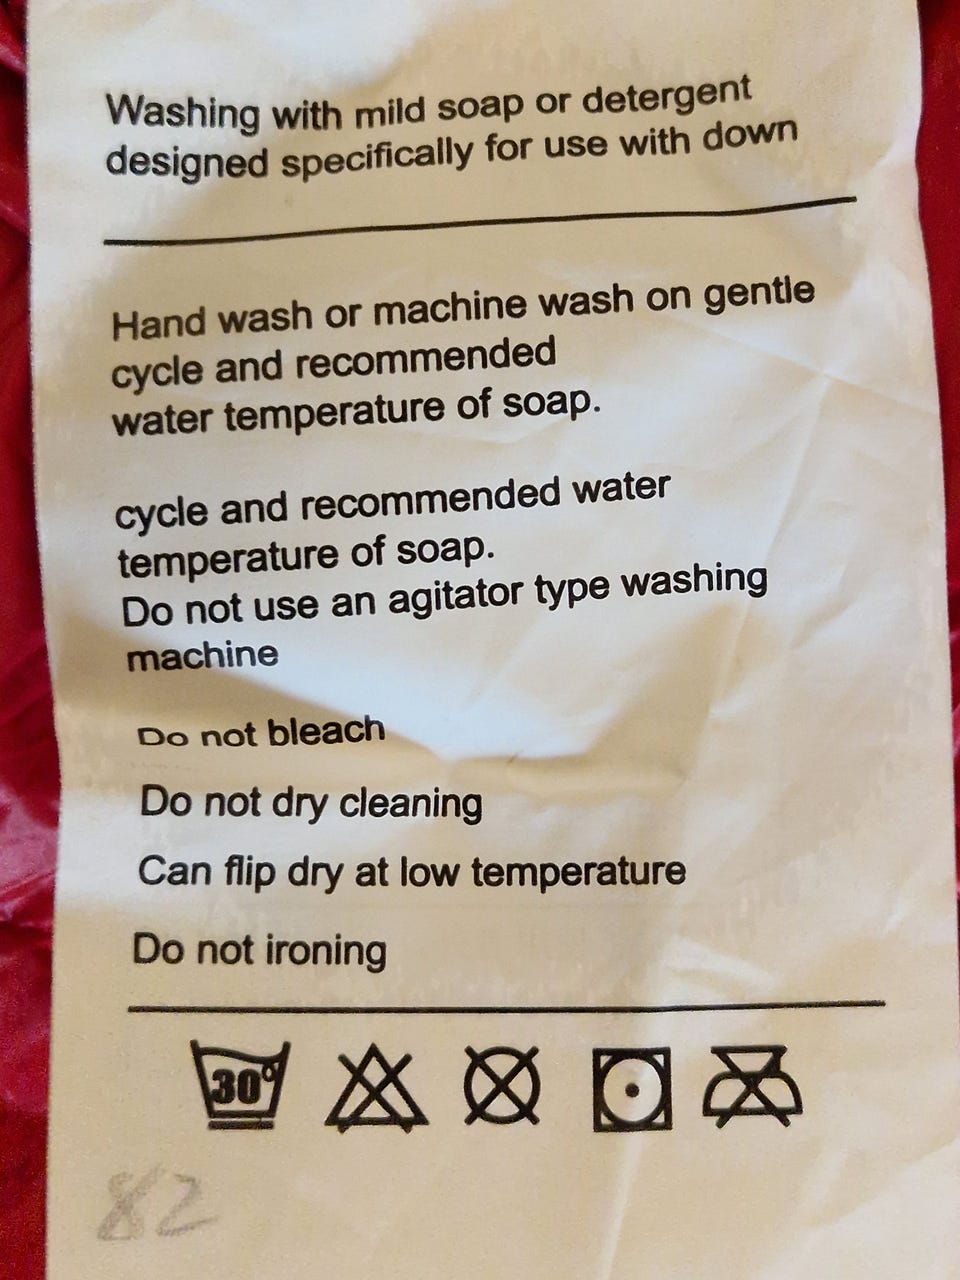 Washing with mild soap or detergent
designed specifically for use with down
Hand wash or machine wash on gentle
cycle and recommended
water temperature of soap.
cycle and recommended water
temperature of soap.
Do not use an agitator type washing
machine
Do not bleach
Do not dry cleaning
Can flip dry at low temperature
Do not ironing
30°
82